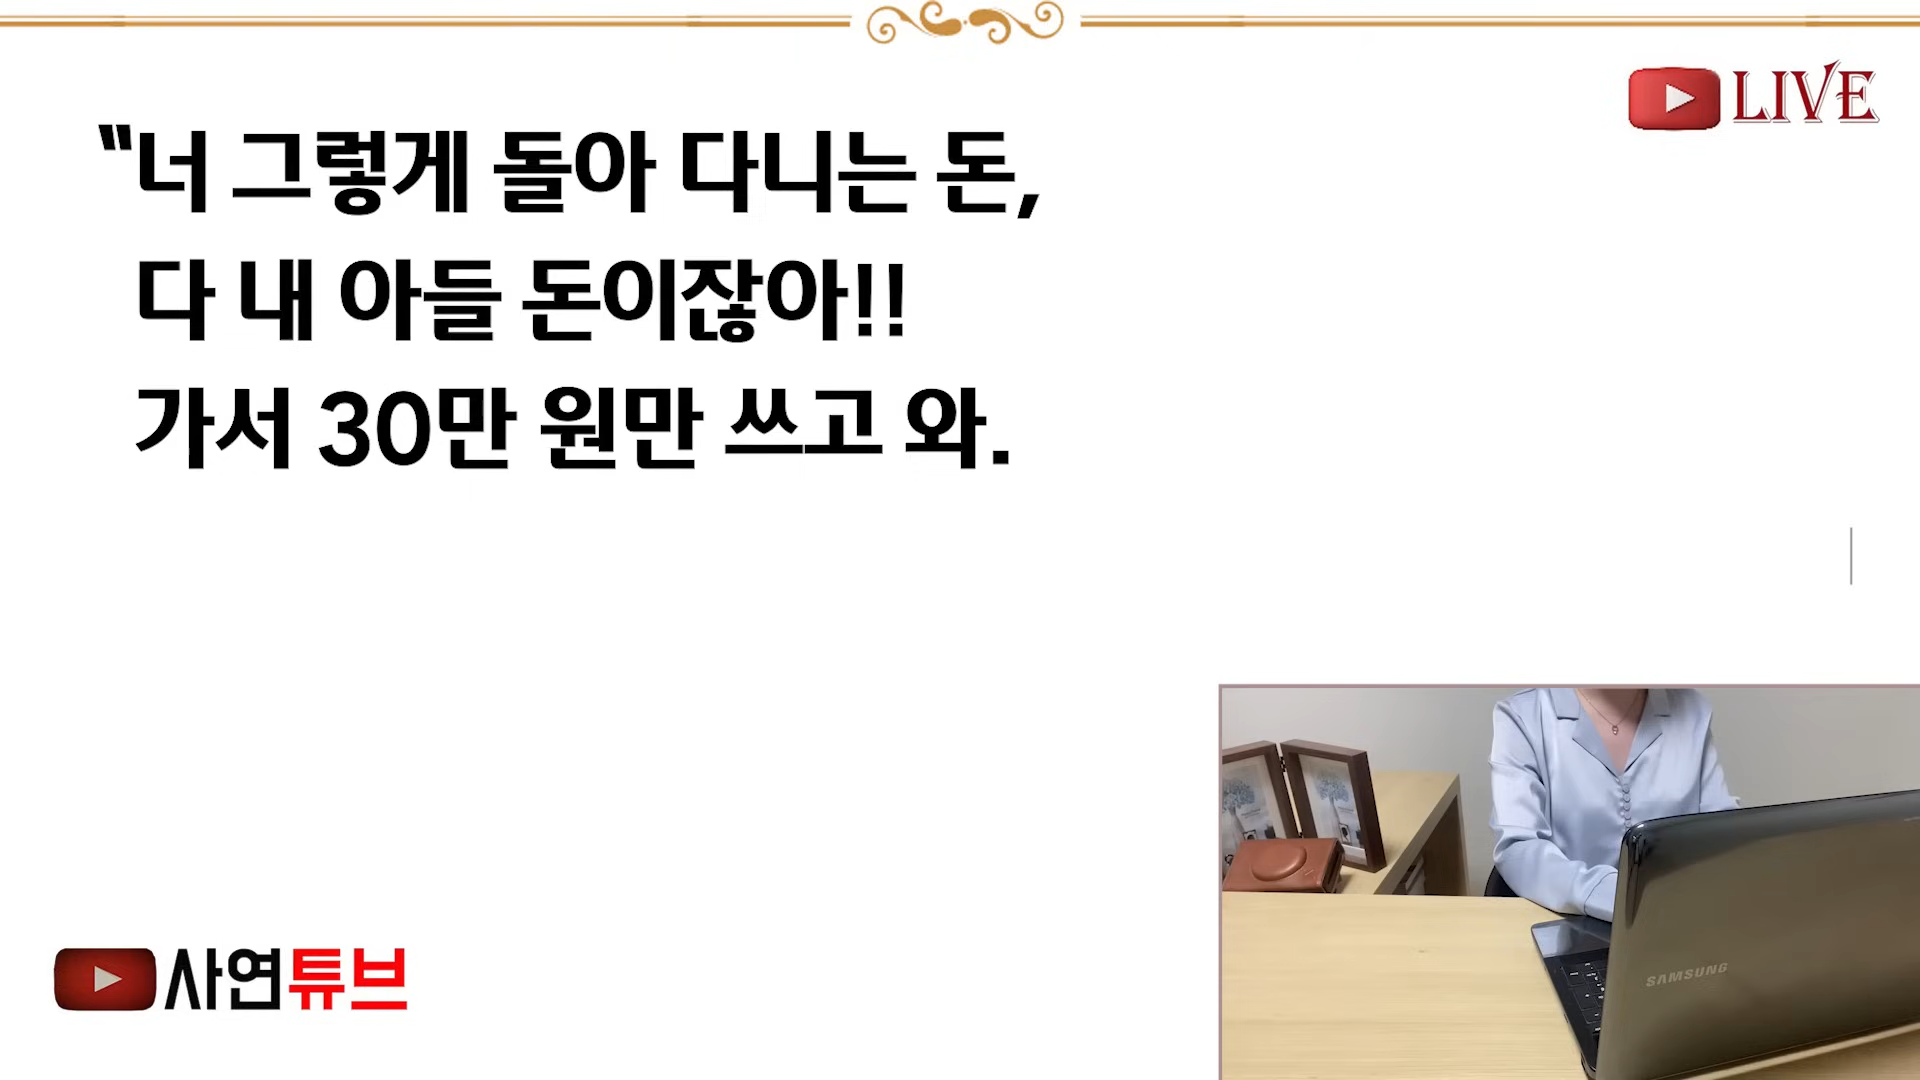 LIVE
“너 그렇게 돌아 다니는 돈,
다 내 아들 돈이잖아!!
가서 30만 원만 쓰고 와.
사연튜브
SAMSUNG